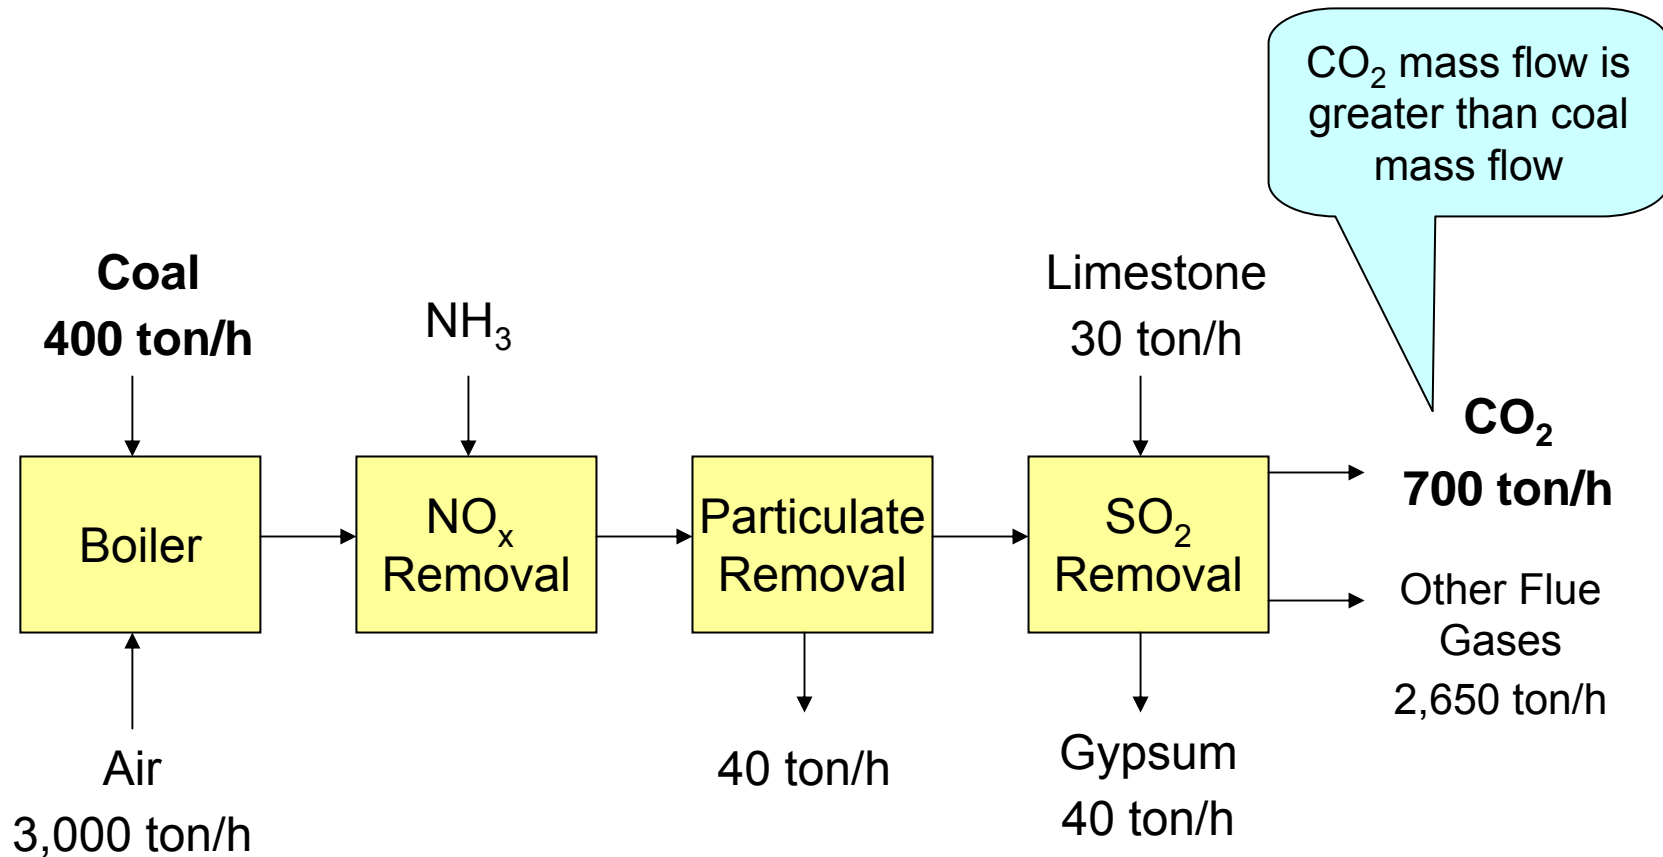 CO₂ mass flow is
greater than coal
mass flow
Coal
400 ton/h
NH₃
Limestone
30 ton/h
CO₂
700 ton/h
Boiler
NOₓ
Removal
Particulate
Removal
SO₂
Removal
Other Flue
Gases
2,650 ton/h
Air
3,000 ton/h
40 ton/h
Gypsum
40 ton/h